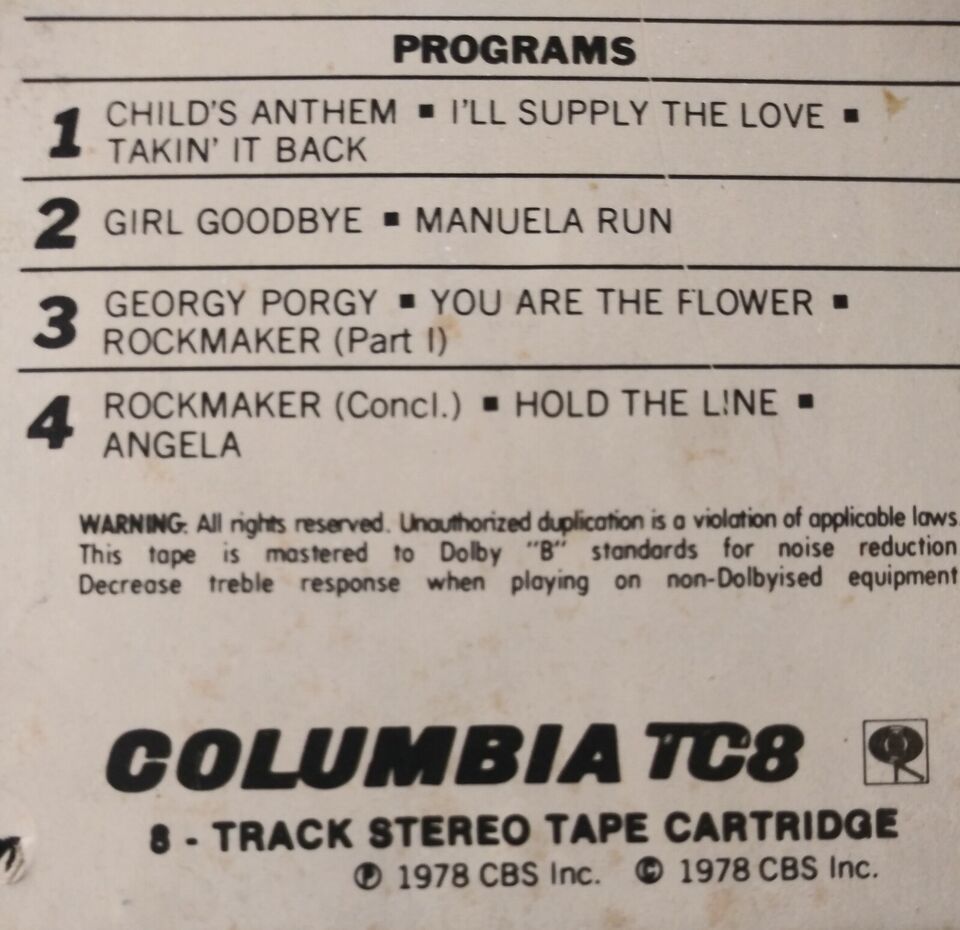 PROGRAMS
1 CHILD'S ANTHEM ■ I'LL SUPPLY THE LOVE ■
TAKIN' IT BACK
2 GIRL GOODBYE ■ MANUELA RUN
3 GEORGY PORGY ■ YOU ARE THE FLOWER ■
ROCKMAKER (Part I)
4 ROCKMAKER (Concl.) ■ HOLD THE LINE ■
ANGELA
WARNING: All rights reserved. Unauthorized duplication is a violation of applicable laws.
This tape is mastered to Dolby "B" standards for noise reduction
Decrease treble response when playing on non-Dolbyised equipment
COLUMBIA TC8
8 - TRACK STEREO TAPE CARTRIDGE
℗ 1978 CBS Inc. © 1978 CBS Inc.